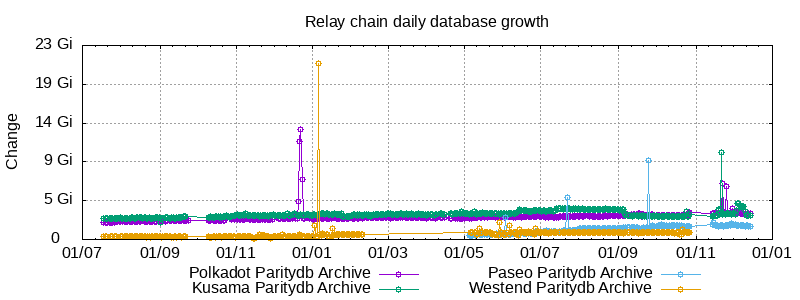 Relay chain daily database growth
23 Gi
19 Gi
14 Gi
9 Gi
5 Gi
0
Change
01/07 01/09 01/11 01/01 01/03 01/05 01/07 01/09 01/11 01/01
Polkadot Paritydb Archive Paseo Paritydb Archive
Kusama Paritydb Archive Westend Paritydb Archive